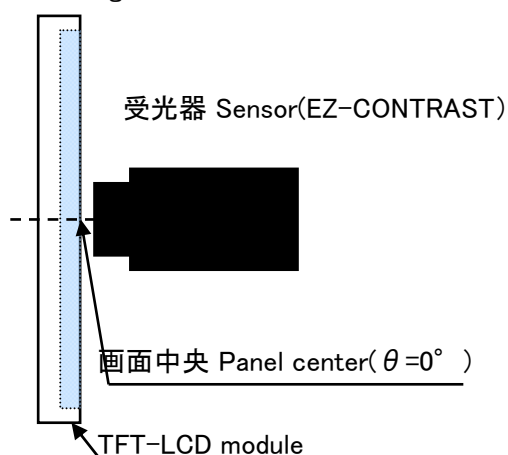 受光器 Sensor(EZ-CONTRAST)
画面中央 Panel center(θ=0°)
TFT-LCD module